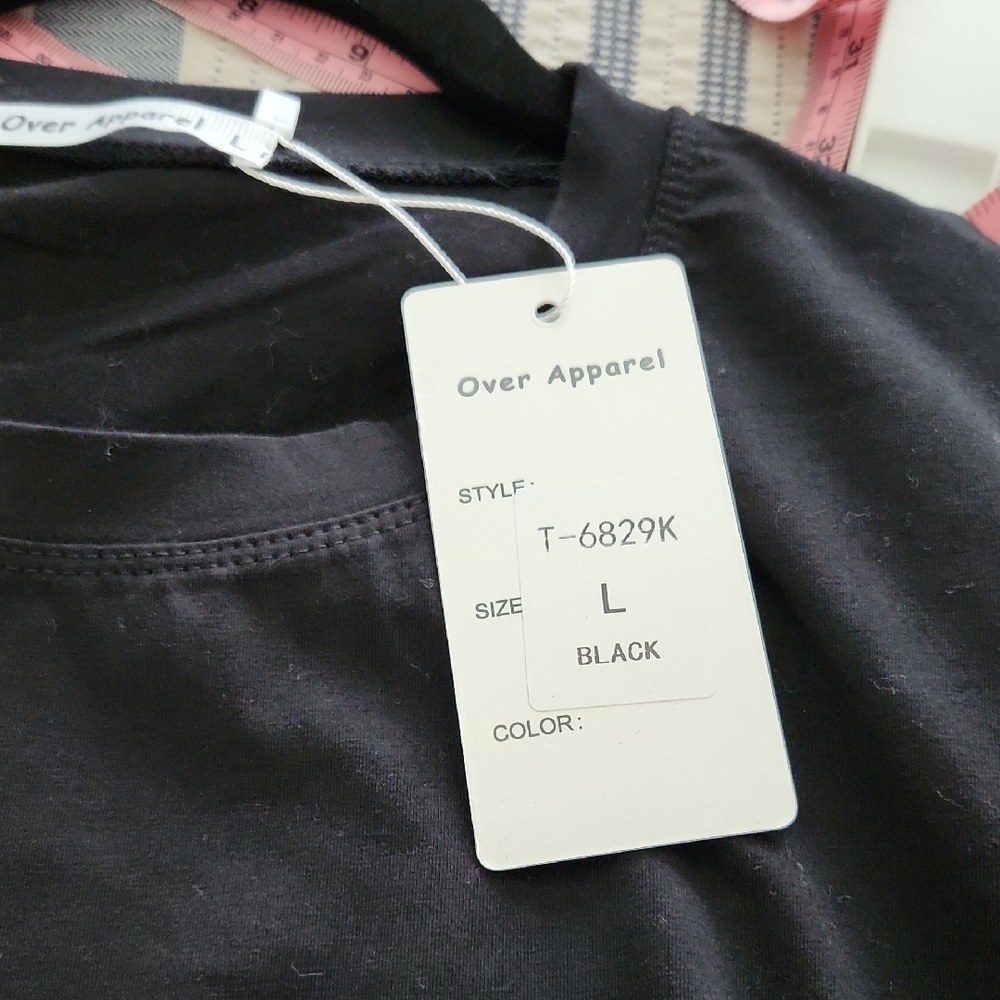 Over Apparel
L
Over Apparel
STYLE:
T-6829K
SIZE
L
BLACK
COLOR: